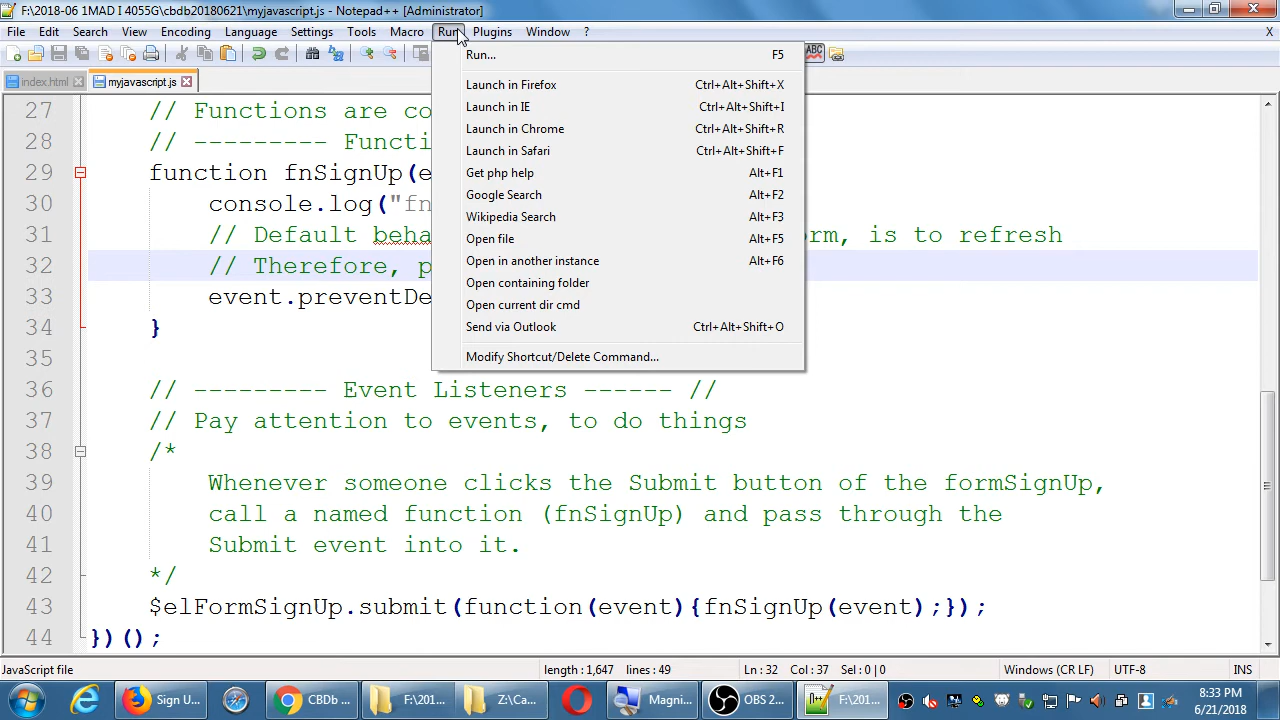 F:\2018-06 1MAD I 4055G\cbdb20180621\myjavascript.js - Notepad++ [Administrator]
File Edit Search View Encoding Language Settings Tools Macro Run Plugins Window ? X
index.html myjavascript.js
Run... F5
Launch in Firefox Ctrl+Alt+Shift+X
Launch in IE Ctrl+Alt+Shift+I
Launch in Chrome Ctrl+Alt+Shift+R
Launch in Safari Ctrl+Alt+Shift+F
Get php help Alt+F1
Google Search Alt+F2
Wikipedia Search Alt+F3
Open file Alt+F5
Open in another instance Alt+F6
Open containing folder
Open current dir cmd
Send via Outlook Ctrl+Alt+Shift+O
Modify Shortcut/Delete Command...
27 // Functions are co
28 // --------- Functi
29 function fnSignUp(e
30 console.log("fn
31 // Default beha rm, is to refresh
32 // Therefore, p
33 event.preventDe
34 }
35
36 // --------- Event Listeners ------ //
37 // Pay attention to events, to do things
38 /*
39 Whenever someone clicks the Submit button of the formSignUp,
40 call a named function (fnSignUp) and pass through the
41 Submit event into it.
42 */
43 $elFormSignUp.submit(function(event){fnSignUp(event);});
44 })();
JavaScript file length : 1,647 lines : 49 Ln : 32 Col : 37 Sel : 0 | 0 Windows (CR LF) UTF-8 INS
Sign U... CBDb ... F:\201... Z:\Ca... Magni... OBS 2... F:\201... 8:33 PM
6/21/2018